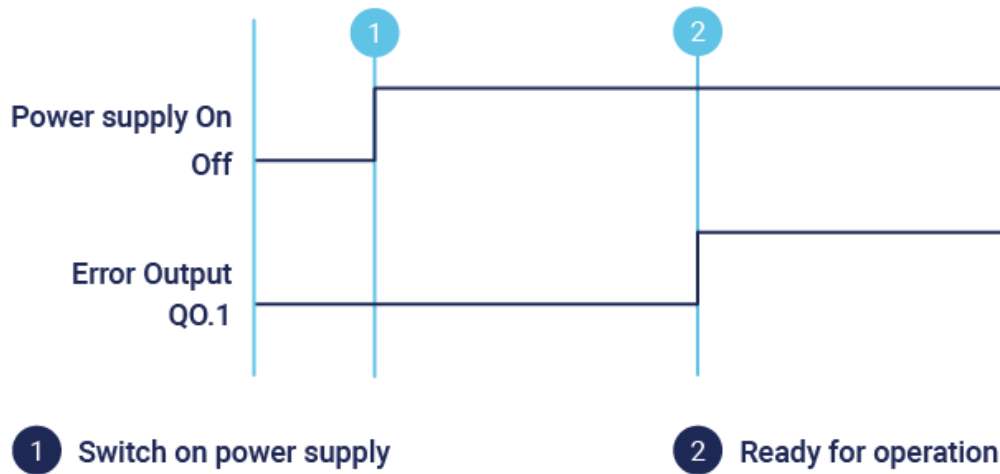 1
2
Power supply On
Off
Error Output
QO.1
1 Switch on power supply
2 Ready for operation